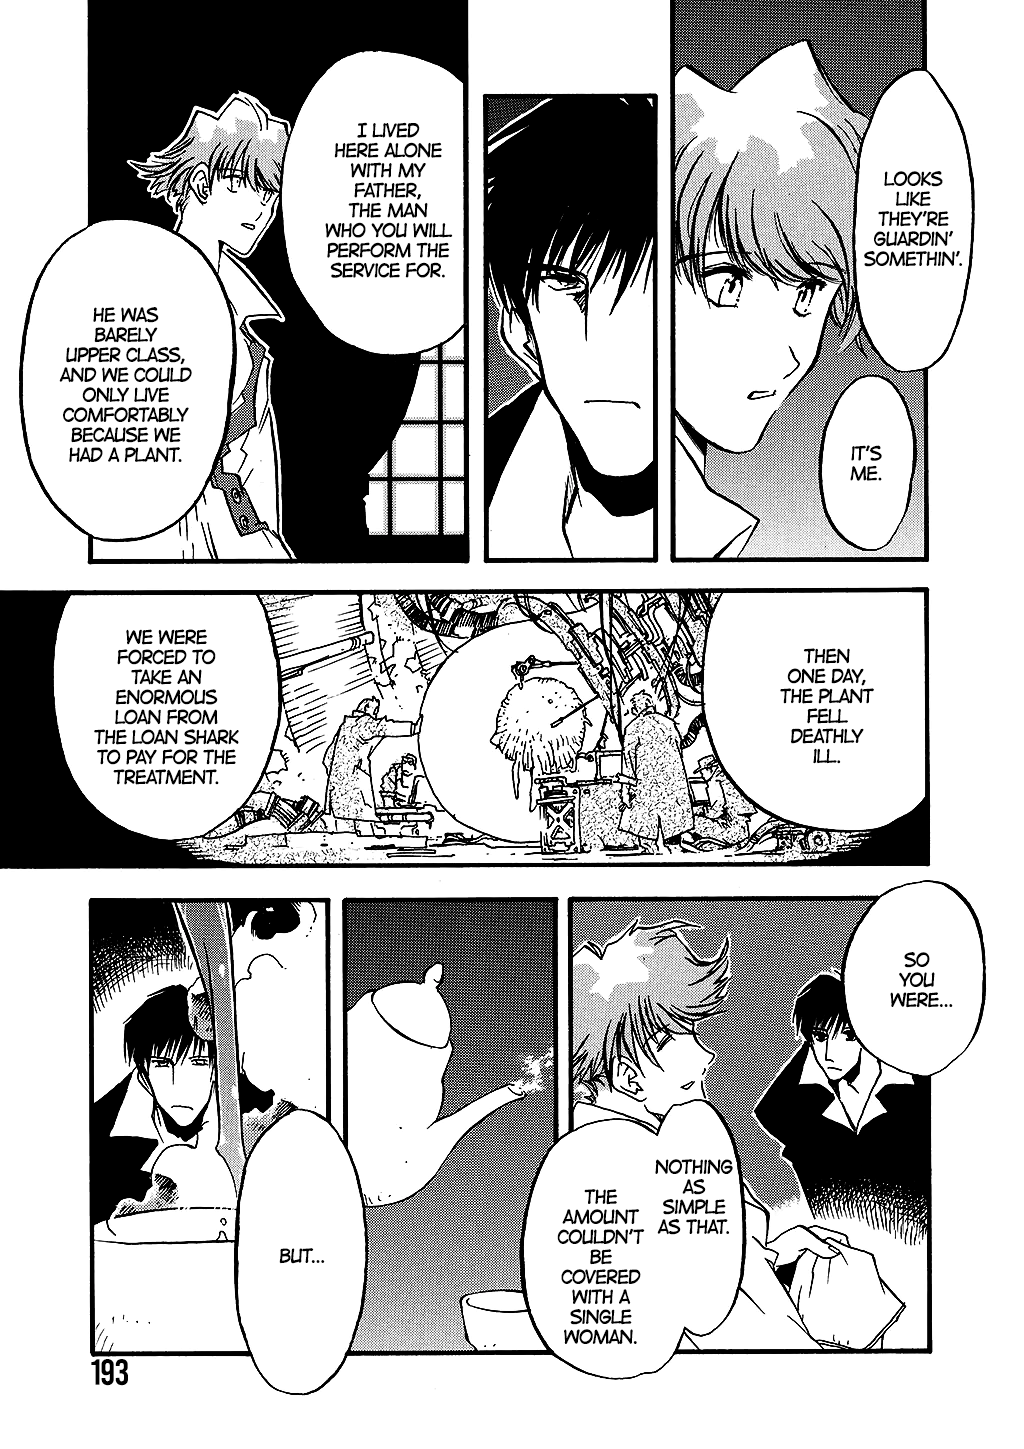 LOOKS
LIKE
THEY'RE
GUARDIN'
SOMETHIN'.
IT'S
ME.
I LIVED
HERE ALONE
WITH MY
FATHER,
THE MAN
WHO YOU WILL
PERFORM THE
SERVICE FOR.
HE WAS
BARELY
UPPER CLASS,
AND WE COULD
ONLY LIVE
COMFORTABLY
BECAUSE WE
HAD A PLANT.
THEN
ONE DAY,
THE PLANT
FELL
DEATHLY
ILL.
WE WERE
FORCED TO
TAKE AN
ENORMOUS
LOAN FROM
THE LOAN SHARK
TO PAY FOR THE
TREATMENT.
SO
YOU
WERE...
NOTHING
AS
SIMPLE
AS THAT.
THE
AMOUNT
COULDN'T
BE
COVERED
WITH A
SINGLE
WOMAN.
BUT...
193